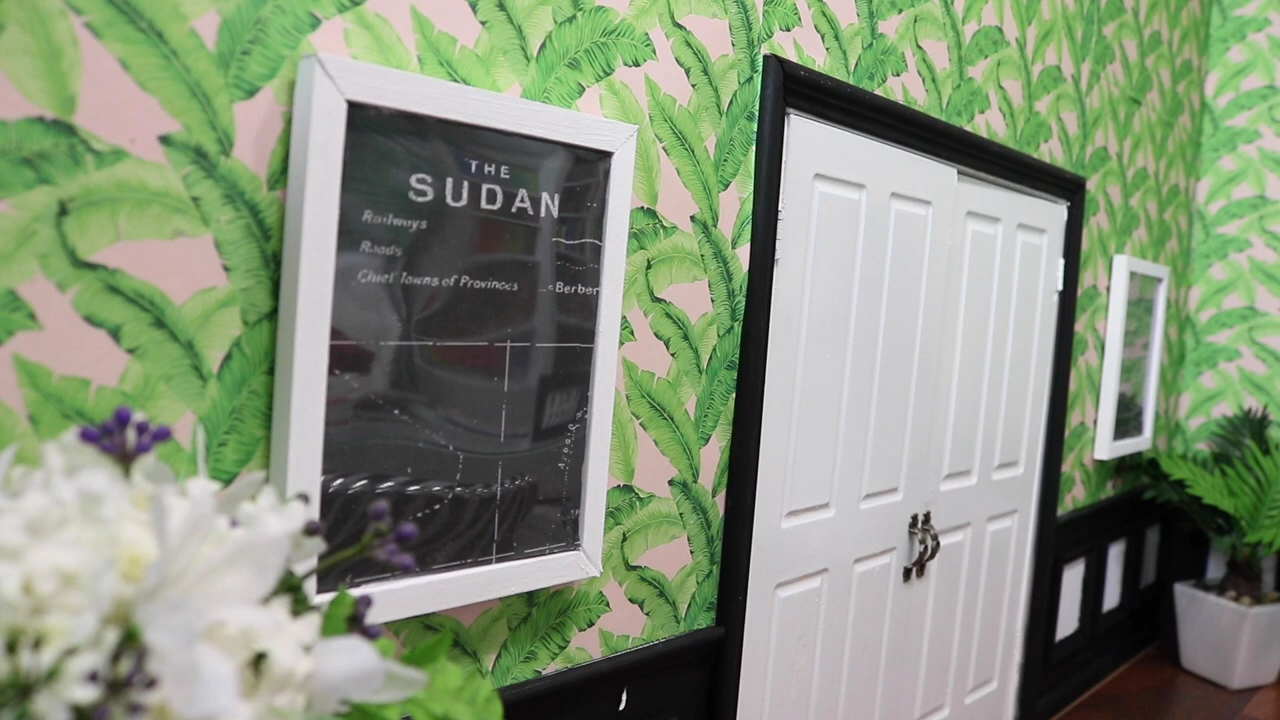 THE
SUDAN
Railways
Roads
Chief Towns of Provinces Berber